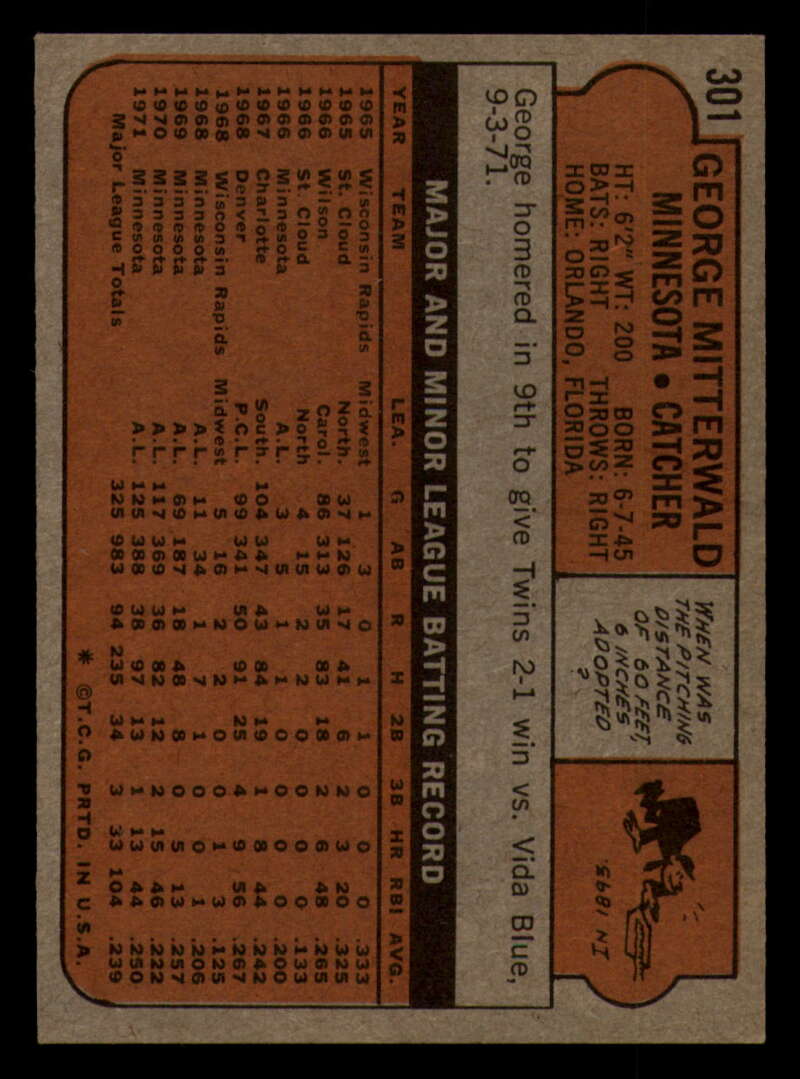 301
GEORGE MITTERWALD
MINNESOTA • CATCHER
HT: 6'2" WT: 200 BORN: 6-7-45
BATS: RIGHT THROWS: RIGHT
HOME: ORLANDO, FLORIDA
WHEN WAS
THE PITCHING
DISTANCE
OF 60 FEET,
6 INCHES
ADOPTED
?
IN 1893.
George homered in 9th to give Twins 2-1 win vs. Vida Blue,
9-3-71.
MAJOR AND MINOR LEAGUE BATTING RECORD
YEAR TEAM LEA. G AB R H 2B 3B HR RBI AVG.
1965 Wisconsin Rapids Midwest 1 3 0 1 1 0 0 0 .333
1965 St. Cloud North. 37 126 17 41 6 2 3 20 .325
1966 Wilson Carol. 86 313 35 83 18 2 6 48 .265
1966 St. Cloud North 4 15 2 2 0 0 0 0 .133
1966 Minnesota A.L. 3 5 1 1 0 0 0 0 .200
1967 Charlotte South. 104 347 43 84 19 1 8 44 .242
1968 Denver P.C.L. 99 341 50 91 25 4 9 56 .267
1968 Wisconsin Rapids Midwest 5 16 2 2 0 0 1 3 .125
1968 Minnesota A.L. 11 34 1 7 1 0 0 1 .206
1969 Minnesota A.L. 69 187 18 48 8 0 5 13 .257
1970 Minnesota A.L. 117 369 36 82 12 2 15 46 .222
1971 Minnesota A.L. 125 388 38 97 13 1 13 44 .250
Major League Totals 325 983 94 235 34 3 33 104 .239
* ©T.C.G. PRTD. IN U.S.A.